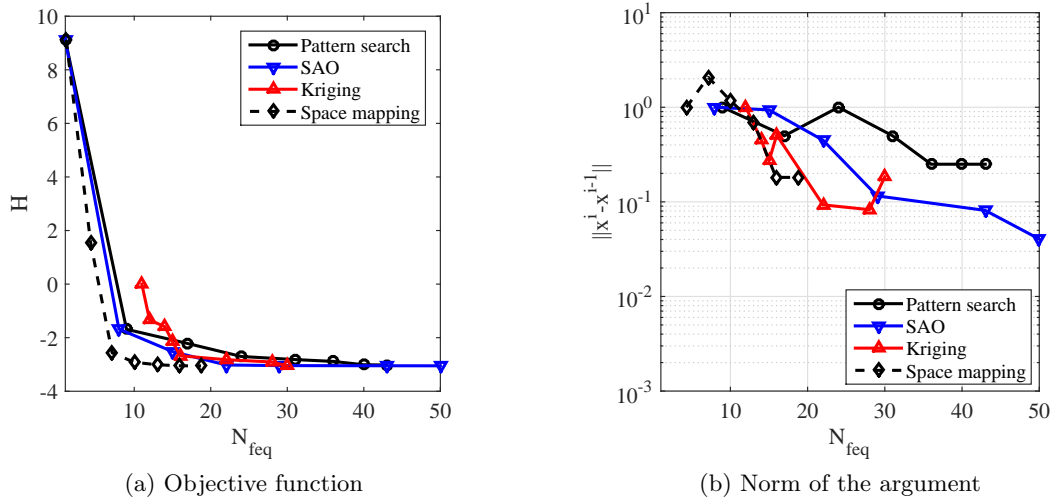 10
8
6
4
2
0
-2
-4
H
10
20
30
40
50
N_feq
Pattern search
SAO
Kriging
Space mapping
(a) Objective function
10^1
10^0
10^-1
10^-2
10^-3
||x^i-x^i-1||
10
20
30
40
50
N_feq
Pattern search
SAO
Kriging
Space mapping
(b) Norm of the argument